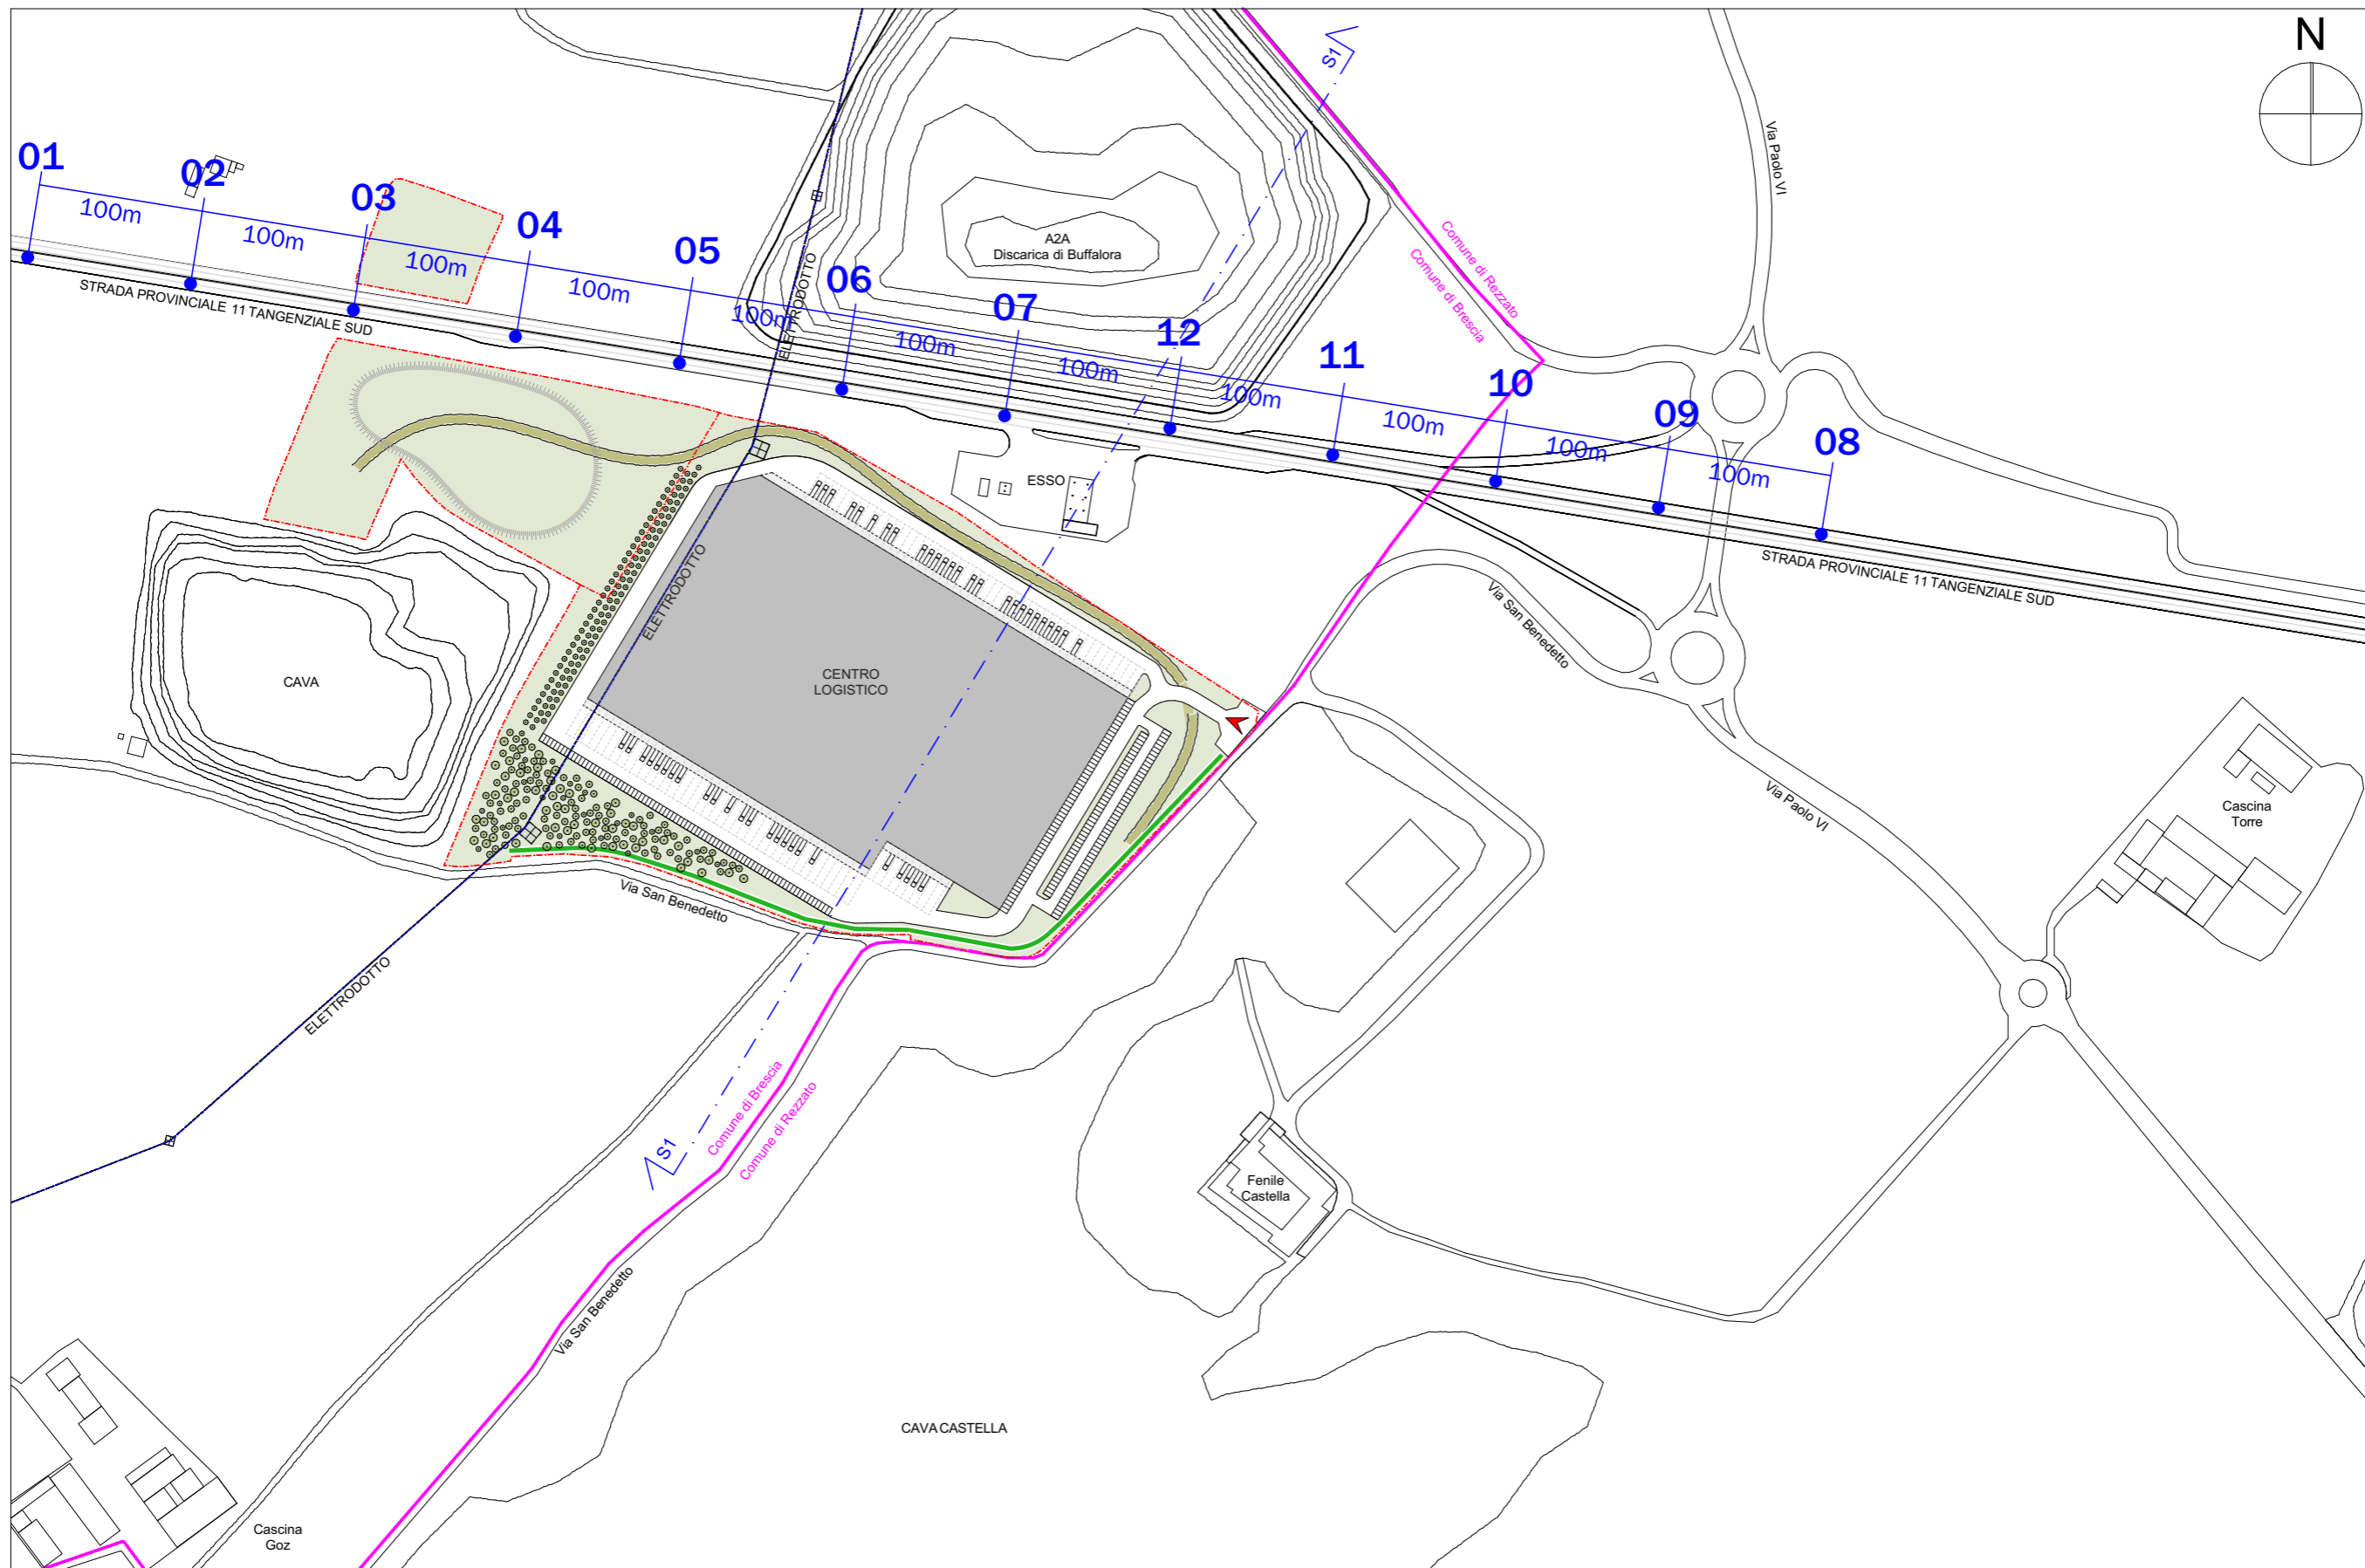 N
S1
Via Paolo VI
01
02
03
04
05
06
07
12
11
10
09
08
100m
100m
100m
100m
100m
100m
100m
100m
100m
100m
100m
STRADA PROVINCIALE 11 TANGENZIALE SUD
ELETTRODOTTO
A2A
Discarica di Buffalora
Comune di Rezzato
Comune di Brescia
ESSO
STRADA PROVINCIALE 11 TANGENZIALE SUD
Via San Benedetto
ELETTRODOTTO
CAVA
CENTRO
LOGISTICO
Via Paolo VI
Cascina
Torre
Via San Benedetto
ELETTRODOTTO
S1
Comune di Brescia
Comune di Rezzato
Fenile
Castella
Via San Benedetto
CAVA CASTELLA
Cascina
Goz